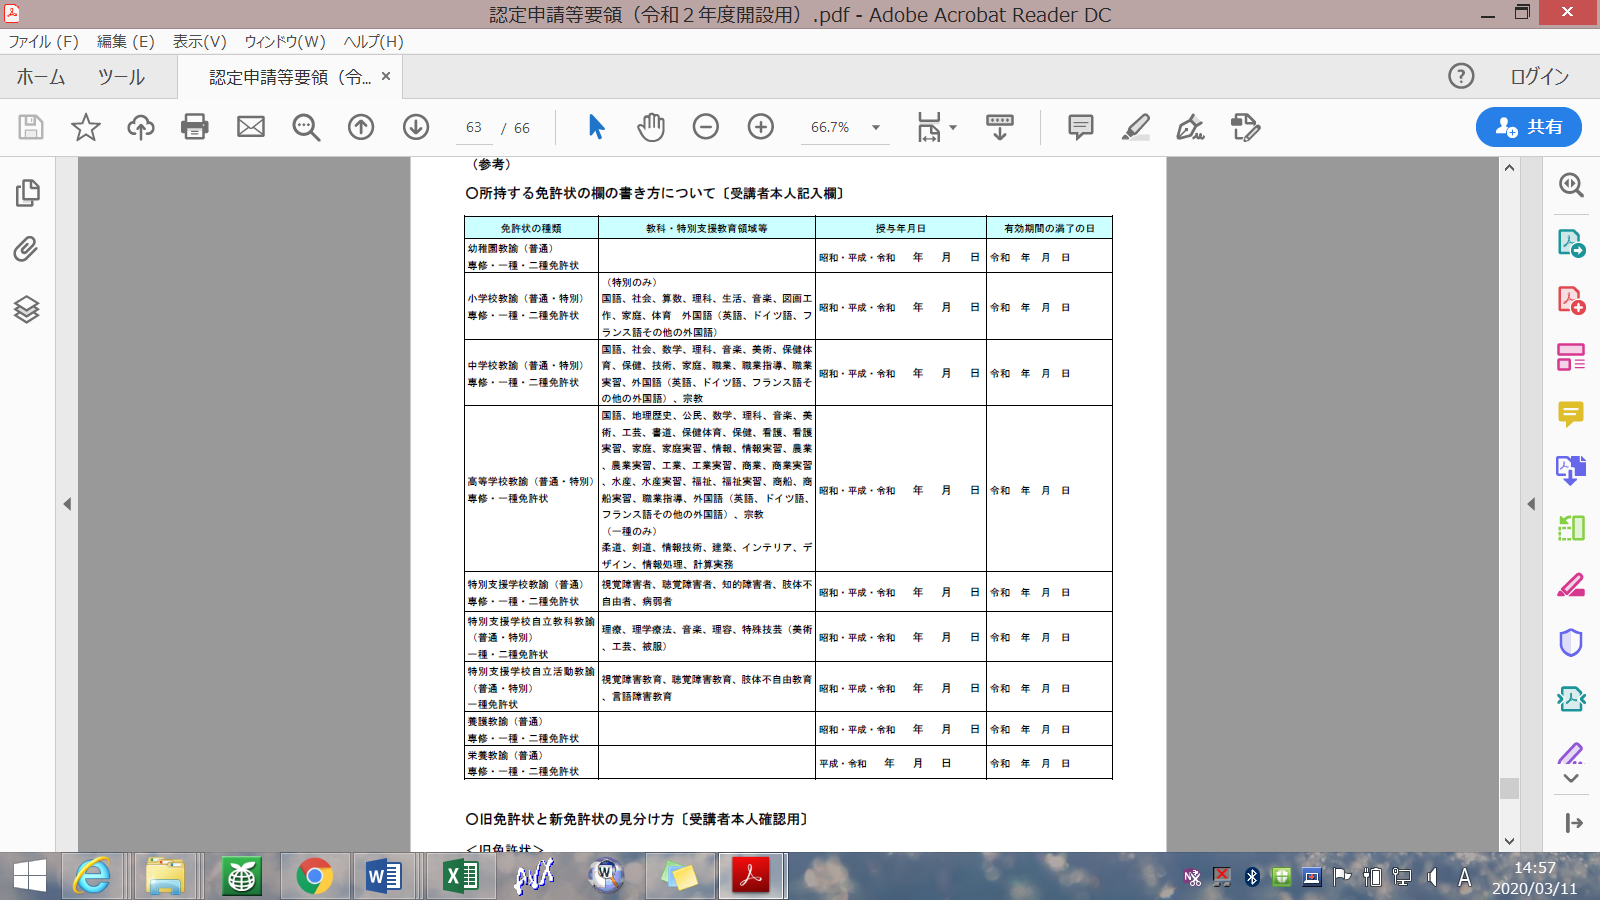 認定申請等要領（令和２年度開設用）.pdf - Adobe Acrobat Reader DC
ファイル (F) 編集 (E) 表示(V) ウィンドウ(W) ヘルプ(H)
ホーム ツール 認定申請等要領（令... × ログイン
63 / 66 66.7% 共有
（参考）
〇所持する免許状の欄の書き方について〔受講者本人記入欄〕
免許状の種類 教科・特別支援教育領域等 授与年月日 有効期間の満了の日
幼稚園教諭（普通）
専修・一種・二種免許状
昭和・平成・令和 年 月 日 令和 年 月 日
小学校教諭（普通・特別）
専修・一種・二種免許状
（特別のみ）
国語、社会、算数、理科、生活、音楽、図画工
作、家庭、体育 外国語（英語、ドイツ語、フ
ランス語その他の外国語）
昭和・平成・令和 年 月 日 令和 年 月 日
中学校教諭（普通・特別）
専修・一種・二種免許状
国語、社会、数学、理科、音楽、美術、保健体
育、保健、技術、家庭、職業、職業指導、職業
実習、外国語（英語、ドイツ語、フランス語そ
の他の外国語）、宗教
昭和・平成・令和 年 月 日 令和 年 月 日
高等学校教諭（普通・特別）
専修・一種免許状
国語、地理歴史、公民、数学、理科、音楽、美
術、工芸、書道、保健体育、保健、看護、看護
実習、家庭、家庭実習、情報、情報実習、農業
、農業実習、工業、工業実習、商業、商業実習
、水産、水産実習、福祉、福祉実習、商船、商
船実習、職業指導、外国語（英語、ドイツ語、
フランス語その他の外国語）、宗教
（一種のみ）
柔道、剣道、情報技術、建築、インテリア、デ
ザイン、情報処理、計算実務
昭和・平成・令和 年 月 日 令和 年 月 日
特別支援学校教諭（普通）
専修・一種・二種免許状
視覚障害者、聴覚障害者、知的障害者、肢体不
自由者、病弱者
昭和・平成・令和 年 月 日 令和 年 月 日
特別支援学校自立教科教諭
（普通・特別）
一種・二種免許状
理療、理学療法、音楽、理容、特殊技芸（美術
、工芸、被服）
昭和・平成・令和 年 月 日 令和 年 月 日
特別支援学校自立活動教諭
（普通・特別）
一種免許状
視覚障害教育、聴覚障害教育、肢体不自由教育
、言語障害教育
昭和・平成・令和 年 月 日 令和 年 月 日
養護教諭（普通）
専修・一種・二種免許状
昭和・平成・令和 年 月 日 令和 年 月 日
栄養教諭（普通）
専修・一種・二種免許状
平成・令和 年 月 日 令和 年 月 日
〇旧免許状と新免許状の見分け方〔受講者本人確認用〕
＜旧免許状＞
A 14:57
2020/03/11